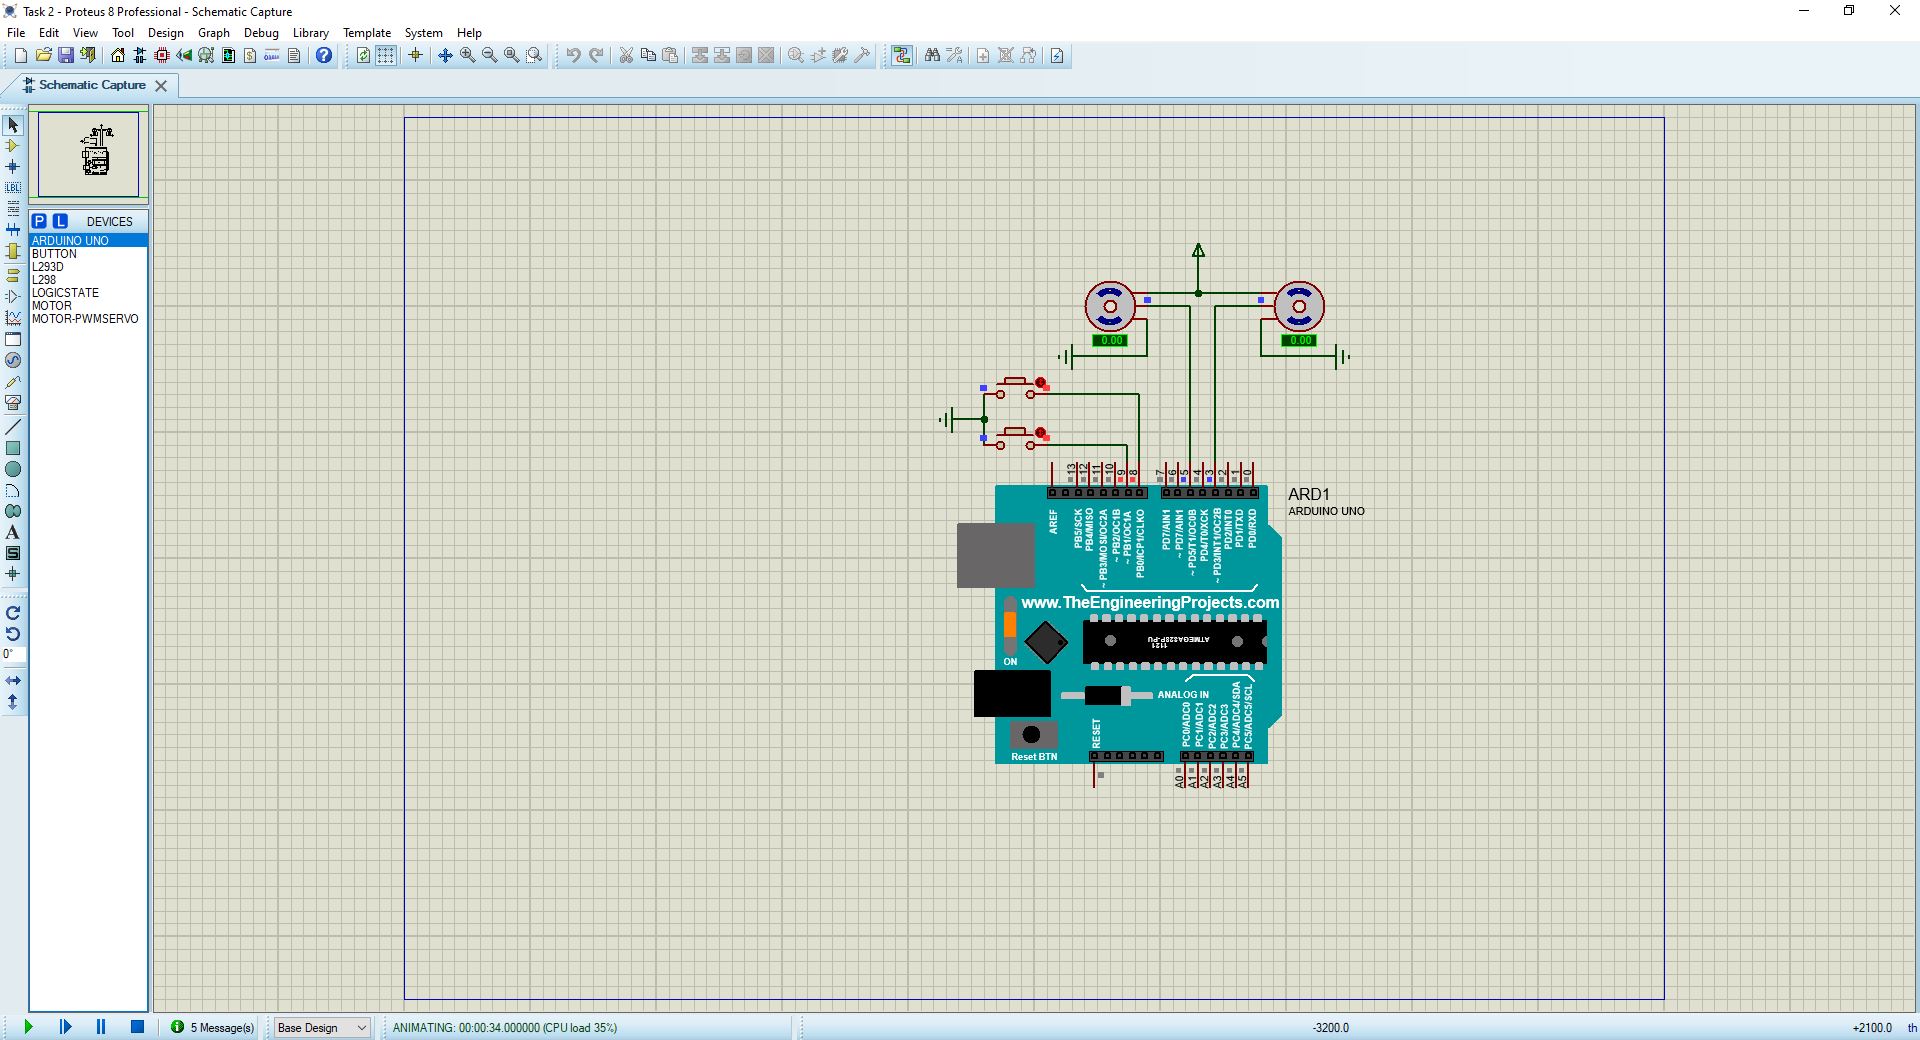 Task 2 - Proteus 8 Professional - Schematic Capture
File Edit View Tool Design Graph Debug Library Template System Help
Schematic Capture
P L DEVICES
ARDUINO UNO
BUTTON
L293D
L298
LOGICSTATE
MOTOR
MOTOR-PWMSERVO
LBL
A
S
0°
0.00
0.00
13
12
11
10
9
8
7
6
5
4
3
2
1
0
ARD1
ARDUINO UNO
AREF
PB5/SCK
PB4/MISO
~ PB3/MOSI/OC2A
~ PB2/OC1B
~ PB1/OC1A
PB0/ICP1/CLKO
PD7/AIN1
~ PD7/AIN1
~ PD5/T1/OC0B
PD4/T0/XCK
~ PD3/INT1/OC2B
PD2/INT0
PD1/TXD
PD0/RXD
www.TheEngineeringProjects.com
ATMEGA328P-PU
1121
ON
ANALOG IN
RESET
PC0/ADC0
PC1/ADC1
PC2/ADC2
PC3/ADC3
PC4/ADC4/SDA
PC5/ADC5/SCL
Reset BTN
A0
A1
A2
A3
A4
A5
5 Message(s) Base Design ANIMATING: 00:00:34.000000 (CPU load 35%) -3200.0 +2100.0 th